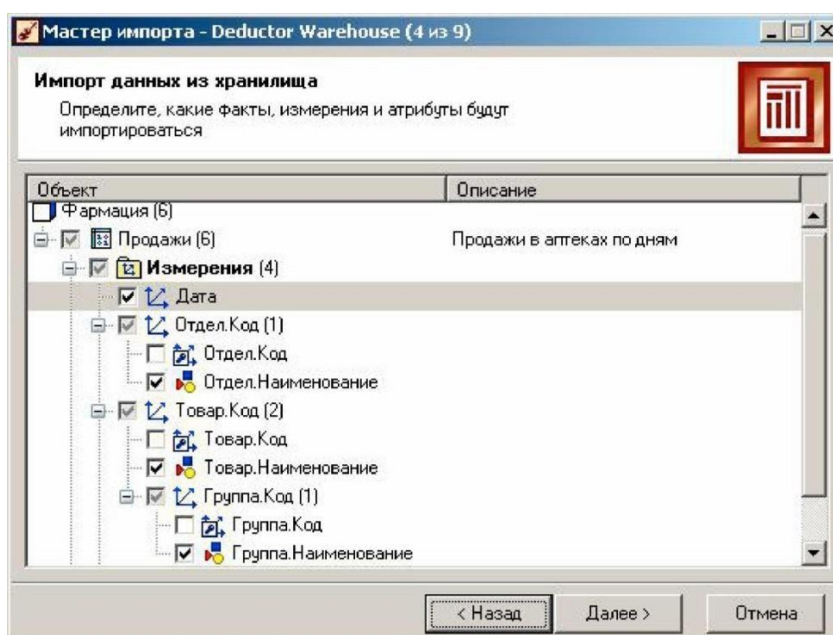 Мастер импорта - Deductor Warehouse (4 из 9)
Импорт данных из хранилища
Определите, какие факты, измерения и атрибуты будут
импортироваться
Объект Описание
Фармация (6)
Продажи (6) Продажи в аптеках по дням
Измерения (4)
Дата
Отдел.Код (1)
Отдел.Код
Отдел.Наименование
Товар.Код (2)
Товар.Код
Товар.Наименование
Группа.Код (1)
Группа.Код
Группа.Наименование
< Назад Далее > Отмена